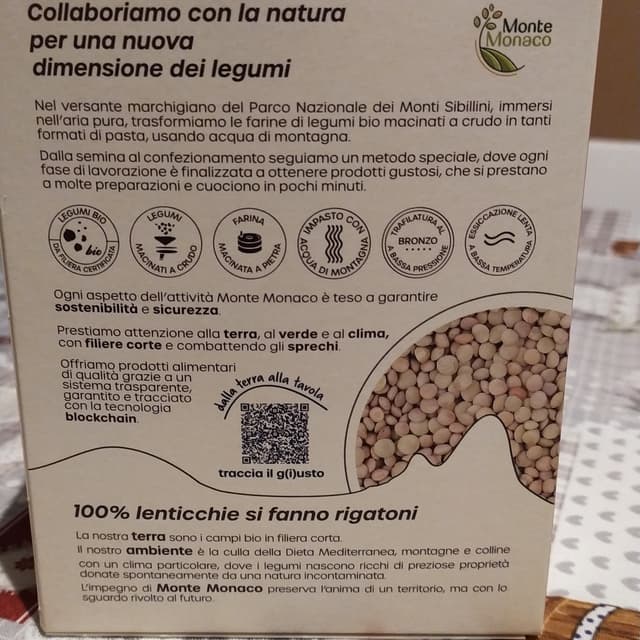 Collaboriamo con la natura
per una nuova
dimensione dei legumi
Monte
Monaco
Nel versante marchigiano del Parco Nazionale dei Monti Sibillini, immersi
nell'aria pura, trasformiamo le farine di legumi bio macinati a crudo in tanti
formati di pasta, usando acqua di montagna.
Dalla semina al confezionamento seguiamo un metodo speciale, dove ogni
fase di lavorazione è finalizzata a ottenere prodotti gustosi, che si prestano
a molte preparazioni e cuociono in pochi minuti.
LEGUMI BIO
bio
DA FILIERA CERTIFICATA
LEGUMI
MACINATI A CRUDO
FARINA
MACINATA A PIETRA
IMPASTO CON
ACQUA DI MONTAGNA
TRAFILATURA AL
BRONZO
A BASSA PRESSIONE
ESSICCAZIONE LENTA
A BASSA TEMPERATURA
Ogni aspetto dell'attività Monte Monaco è teso a garantire
sostenibilità e sicurezza.
Prestiamo attenzione alla terra, al verde e al clima,
con filiere corte e combattendo gli sprechi.
Offriamo prodotti alimentari
di qualità grazie a un
sistema trasparente,
garantito e tracciato
con la tecnologia
blockchain.
dalla terra alla tavola
traccia il g(i)usto
100% lenticchie si fanno rigatoni
La nostra terra sono i campi bio in filiera corta.
Il nostro ambiente è la culla della Dieta Mediterranea, montagne e colline
con un clima particolare, dove i legumi nascono ricchi di preziose proprietà
donate spontaneamente da una natura incontaminata.
L'impegno di Monte Monaco preserva l'anima di un territorio, ma con lo
sguardo rivolto al futuro.